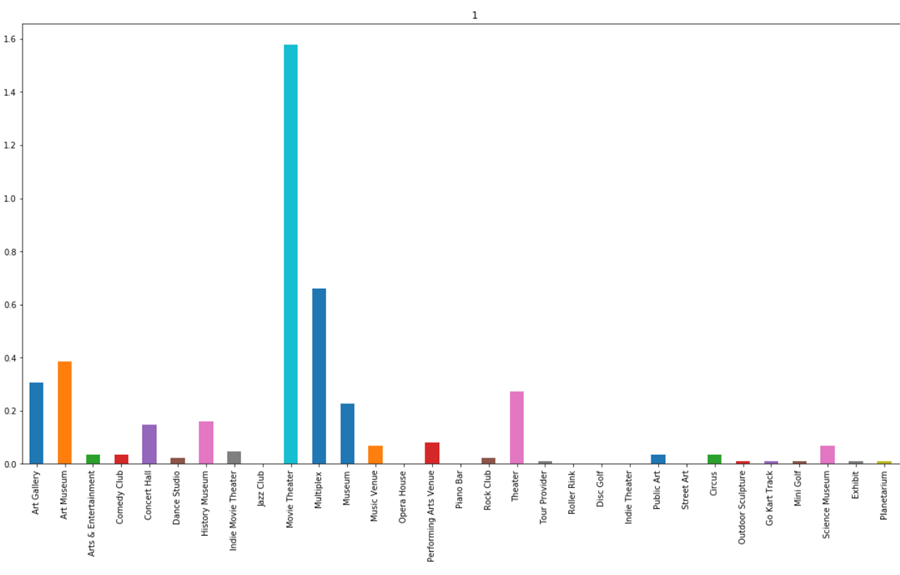 1
1.6
1.4
1.2
1.0
0.8
0.6
0.4
0.2
0.0
Art Gallery
Art Museum
Arts & Entertainment
Comedy Club
Concert Hall
Dance Studio
History Museum
Indie Movie Theater
Jazz Club
Movie Theater
Multiplex
Museum
Music Venue
Opera House
Performing Arts Venue
Piano Bar
Rock Club
Theater
Tour Provider
Roller Rink
Disc Golf
Indie Theater
Public Art
Street Art
Circus
Outdoor Sculpture
Go Kart Track
Mini Golf
Science Museum
Exhibit
Planetarium